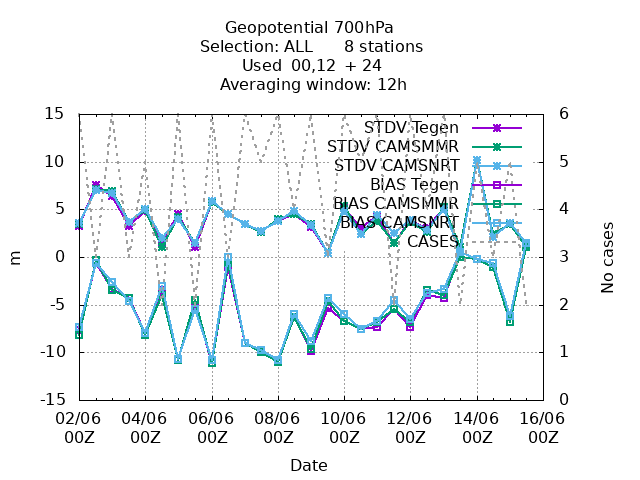 Geopotential 700hPa
Selection: ALL 8 stations
Used 00,12 + 24
Averaging window: 12h
15
10
5
0
-5
-10
-15
m
6
5
4
3
2
1
0
No cases
STDV Tegen
STDV CAMSMMR
STDV CAMSNRT
BIAS Tegen
BIAS CAMSMMR
BIAS CAMSNRT
CASES
02/06 04/06 06/06 08/06 10/06 12/06 14/06 16/06
00Z 00Z 00Z 00Z 00Z 00Z 00Z 00Z
Date